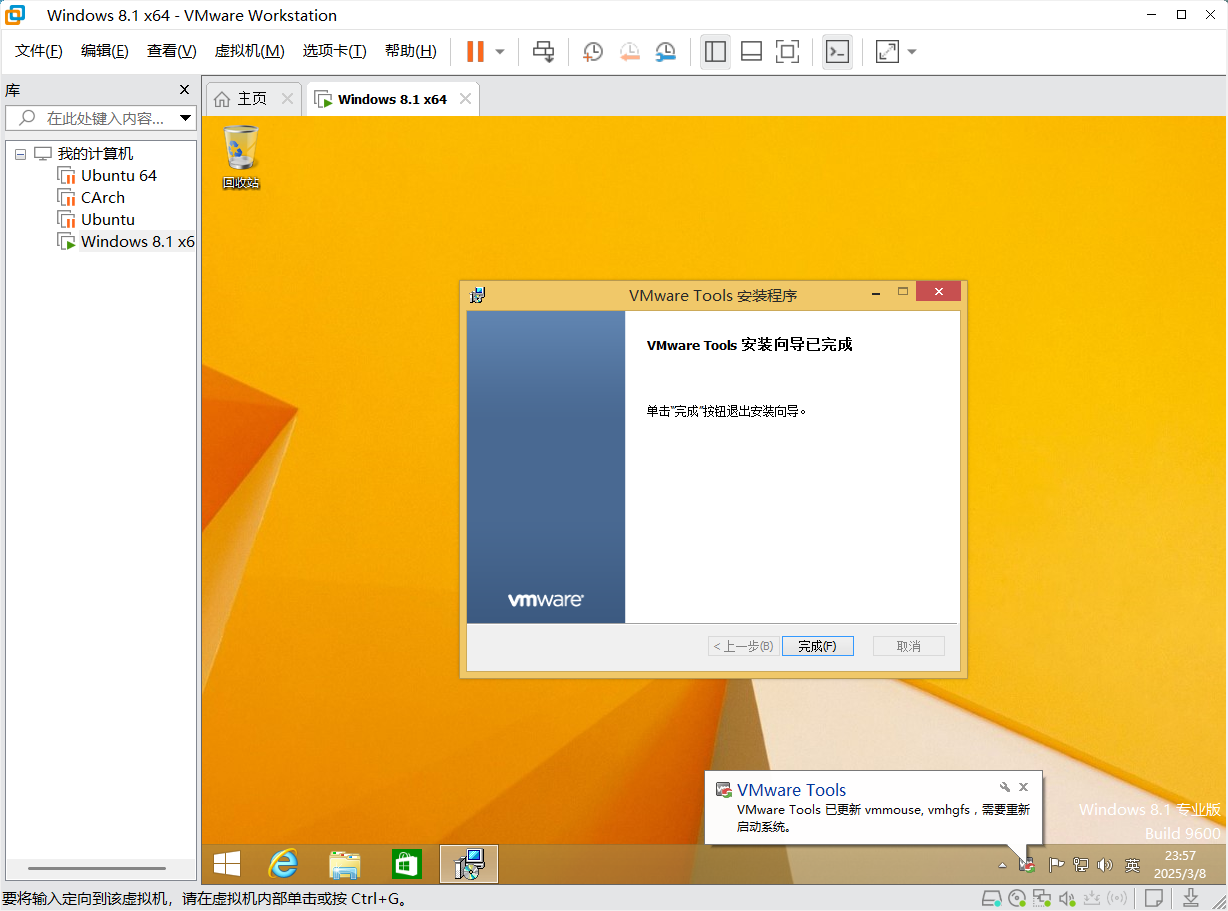 Windows 8.1 x64 - VMware Workstation
文件(F) 编辑(E) 查看(V) 虚拟机(M) 选项卡(T) 帮助(H)
库
在此处键入内容...
我的计算机
Ubuntu 64
CArch
Ubuntu
Windows 8.1 x6
主页
Windows 8.1 x64
回收站
VMware Tools 安装程序
VMware Tools 安装向导已完成
单击"完成"按钮退出安装向导。
vmware
< 上一步(B) 完成(F) 取消
VMware Tools
VMware Tools 已更新 vmmouse, vmhgfs，需要重新
启动系统。
Windows 8.1 专业版
Build 9600
英
23:57
2025/3/8
要将输入定向到该虚拟机，请在虚拟机内部单击或按 Ctrl+G。